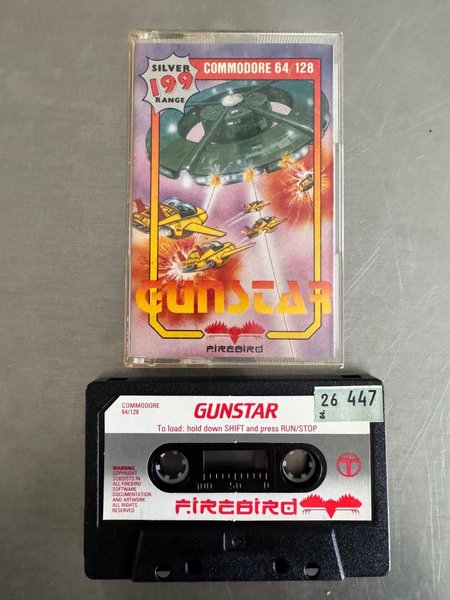 SILVER
199
RANGE
COMMODORE 64/128
GUNSTAR
FIREBIRD
COMMODORE
64/128
GUNSTAR
26 447
To load: hold down SHIFT and press RUN/STOP
WARNING
COPYRIGHT
SUBSISTS IN
ALL FIREBIRD
SOFTWARE
DOCUMENTATION
AND ARTWORK
ALL RIGHTS
RESERVED
FIREBIRD